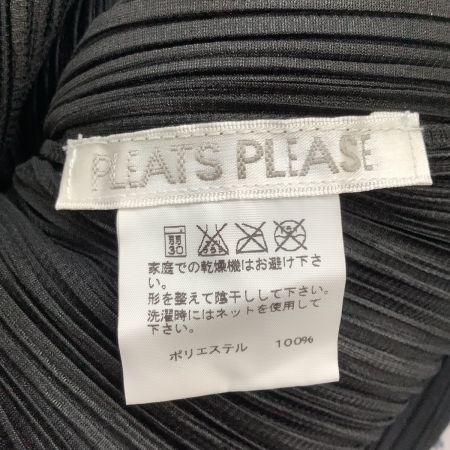 PLEATS PLEASE
弱
30
家庭での乾燥機はお避け下さ
い。
形を整えて陰干しして下さい。
洗濯時にはネットを使用して
下さい。
ポリエステル 100%